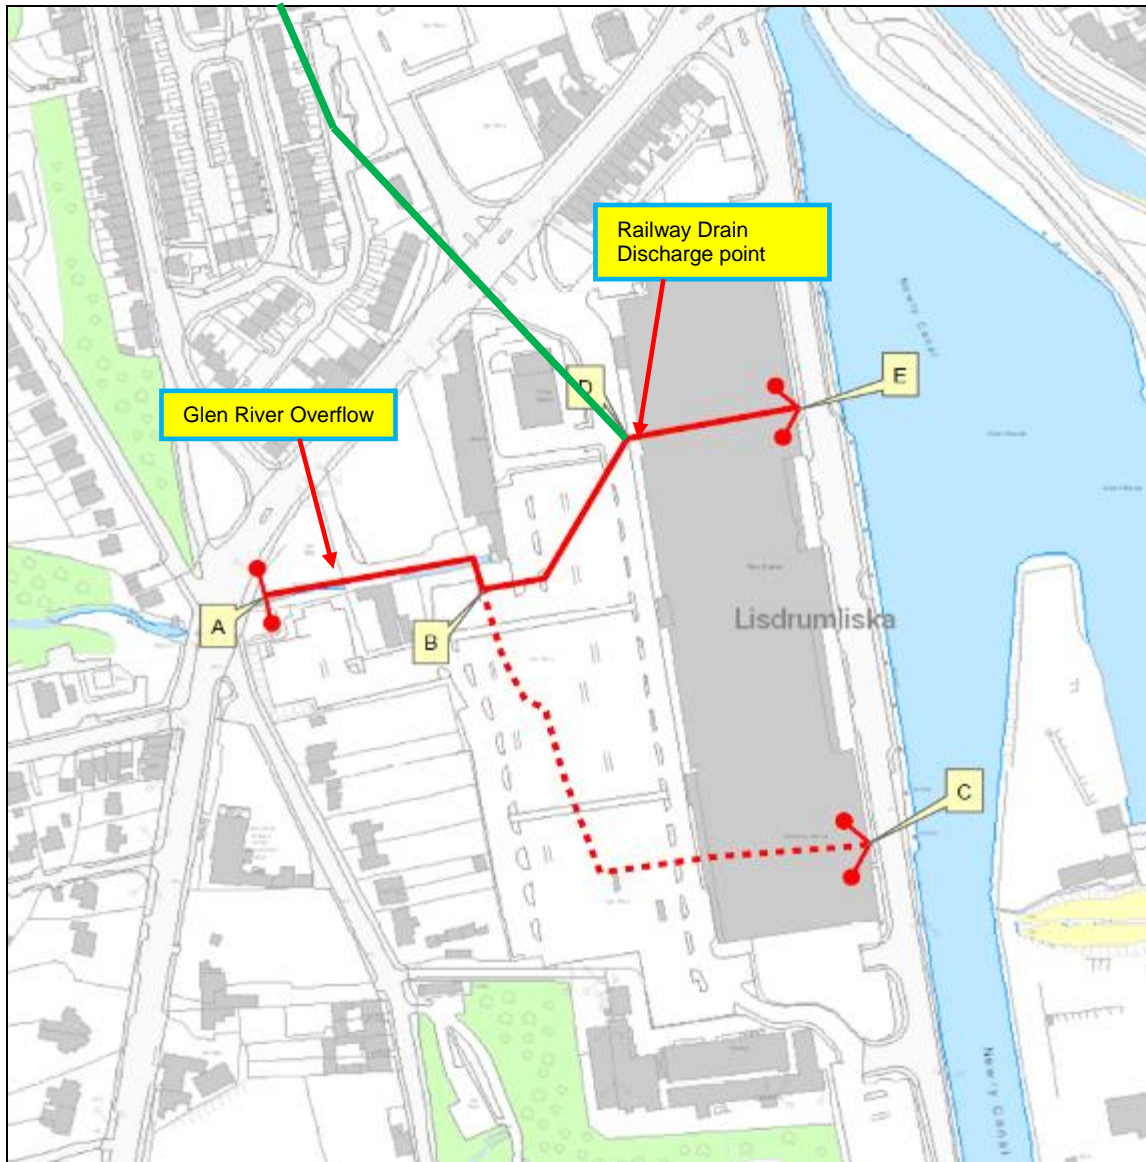 Railway Drain
Discharge point
Newry Canal
E
D
Glen River Overflow
A
B
Lisdrumliska
C
Newry Canal